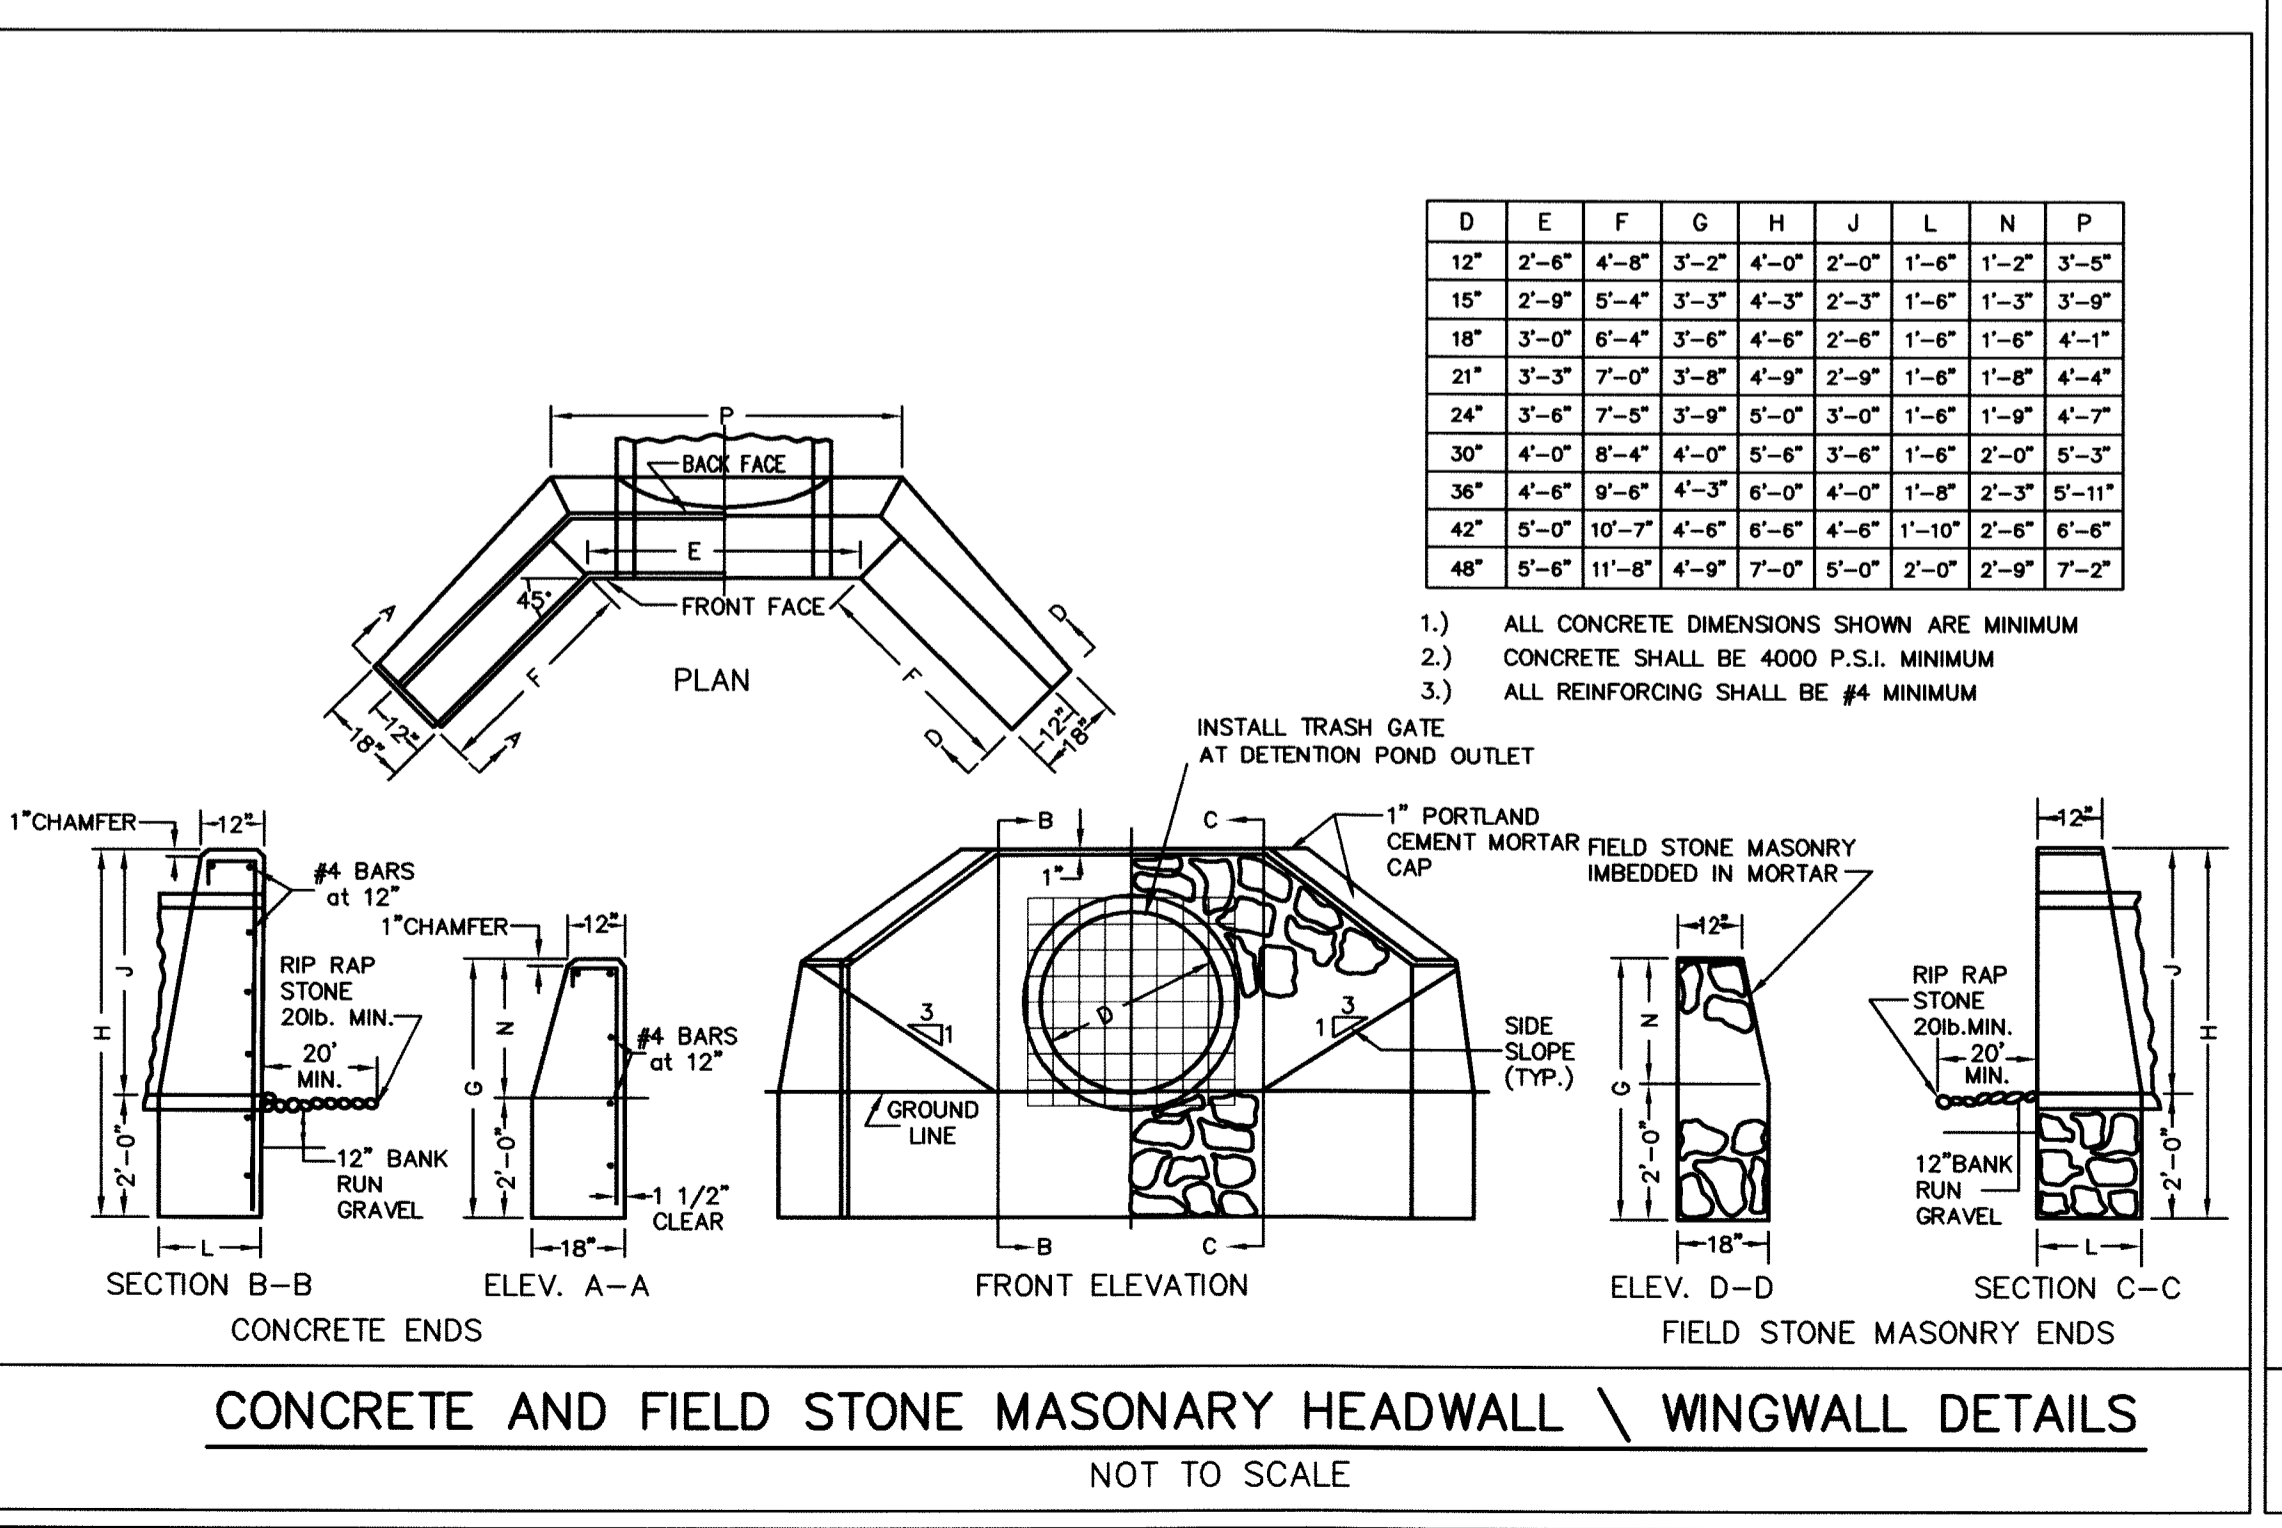 D E F G H J L N P
12" 2'-6" 4'-8" 3'-2" 4'-0" 2'-0" 1'-6" 1'-2" 3'-5"
15" 2'-9" 5'-4" 3'-3" 4'-3" 2'-3" 1'-6" 1'-3" 3'-9"
18" 3'-0" 6'-4" 3'-6" 4'-6" 2'-6" 1'-6" 1'-6" 4'-1"
21" 3'-3" 7'-0" 3'-8" 4'-9" 2'-9" 1'-6" 1'-8" 4'-4"
24" 3'-6" 7'-5" 3'-9" 5'-0" 3'-0" 1'-6" 1'-9" 4'-7"
30" 4'-0" 8'-4" 4'-0" 5'-6" 3'-6" 1'-6" 2'-0" 5'-3"
36" 4'-6" 9'-6" 4'-3" 6'-0" 4'-0" 1'-8" 2'-3" 5'-11"
42" 5'-0" 10'-7" 4'-6" 6'-6" 4'-6" 1'-10" 2'-6" 6'-6"
48" 5'-6" 11'-8" 4'-9" 7'-0" 5'-0" 2'-0" 2'-9" 7'-2"
1.) ALL CONCRETE DIMENSIONS SHOWN ARE MINIMUM
2.) CONCRETE SHALL BE 4000 P.S.I. MINIMUM
3.) ALL REINFORCING SHALL BE #4 MINIMUM
P
BACK FACE
E
45°
FRONT FACE
A
D
F
F
PLAN
12"
18"
A
D
12"
18"
1"CHAMFER
12"
#4 BARS
at 12"
RIP RAP
STONE
20lb. MIN.
20'
MIN.
H
J
2'-0"
12" BANK
RUN
GRAVEL
L
SECTION B-B
1"CHAMFER
12"
#4 BARS
at 12"
G
N
2'-0"
1 1/2"
CLEAR
18"
ELEV. A-A
CONCRETE ENDS
INSTALL TRASH GATE
AT DETENTION POND OUTLET
B
C
1"
1" PORTLAND
CEMENT MORTAR
CAP
D
3
1
3
1
SIDE
SLOPE
(TYP.)
GROUND
LINE
B
C
FRONT ELEVATION
FIELD STONE MASONRY
IMBEDDED IN MORTAR
12"
G
N
2'-0"
18"
ELEV. D-D
12"
RIP RAP
STONE
20lb.MIN.
20'
MIN.
J
H
2'-0"
12"BANK
RUN
GRAVEL
L
SECTION C-C
FIELD STONE MASONRY ENDS
CONCRETE AND FIELD STONE MASONARY HEADWALL \ WINGWALL DETAILS
NOT TO SCALE